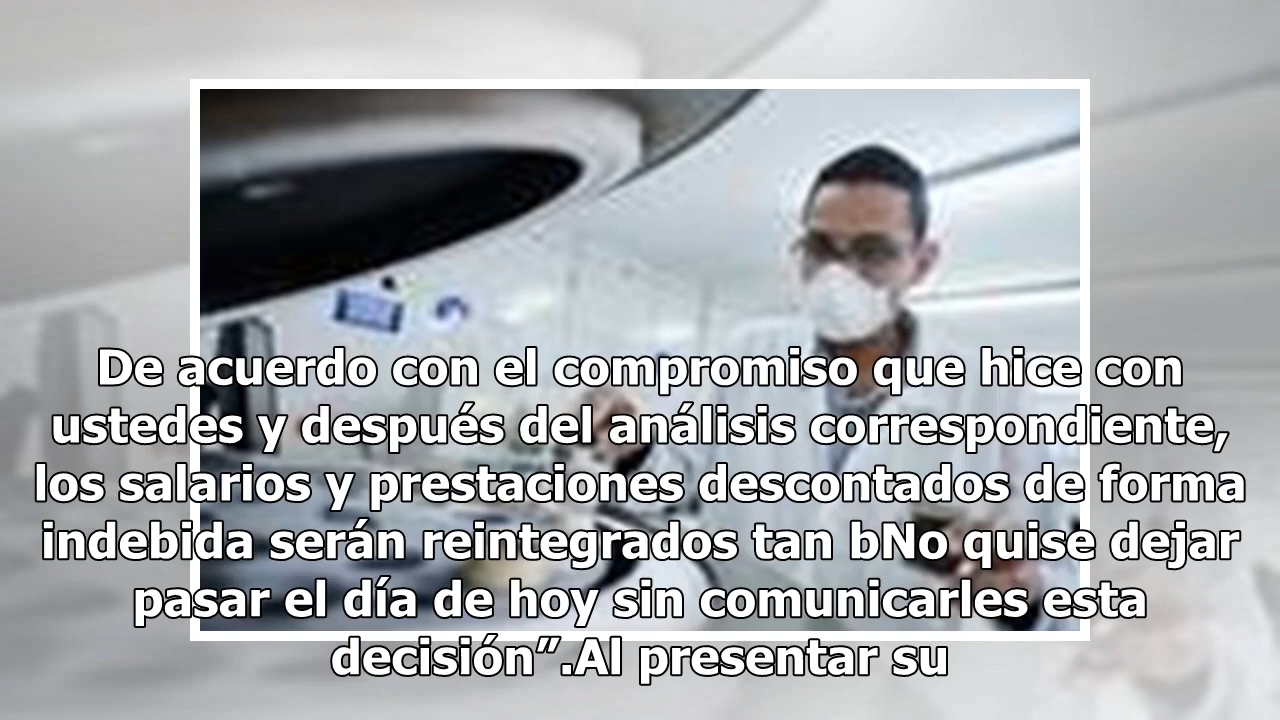 De acuerdo con el compromiso que hice con
ustedes y después del análisis correspondiente,
los salarios y prestaciones descontados de forma
indebida serán reintegrados tan bNo quise dejar
pasar el día de hoy sin comunicarles esta
decisión”.Al presentar su